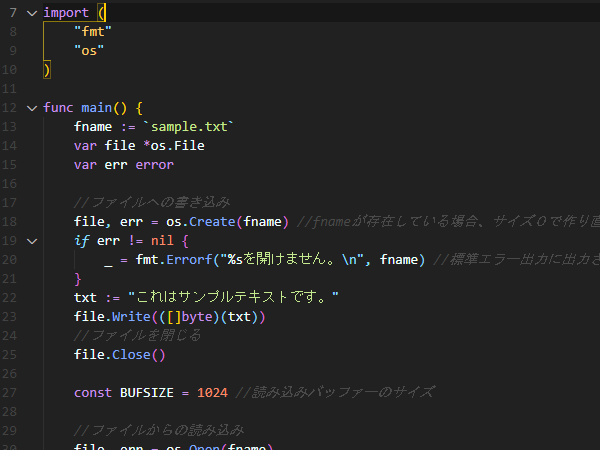 7 import (
8 "fmt"
9 "os"
10 )
11
12 func main() {
13 fname := `sample.txt`
14 var file *os.File
15 var err error
16
17 //ファイルへの書き込み
18 file, err = os.Create(fname) //fnameが存在している場合、サイズ０で作り直
19 if err != nil {
20 _ = fmt.Errorf("%sを開けません。\n", fname) //標準エラー出力に出力さ
21 }
22 txt := "これはサンプルテキストです。"
23 file.Write(([]byte)(txt))
24 //ファイルを閉じる
25 file.Close()
26
27 const BUFSIZE = 1024 //読み込みバッファーのサイズ
28
29 //ファイルからの読み込み
30 file, err = os.Open(fname)